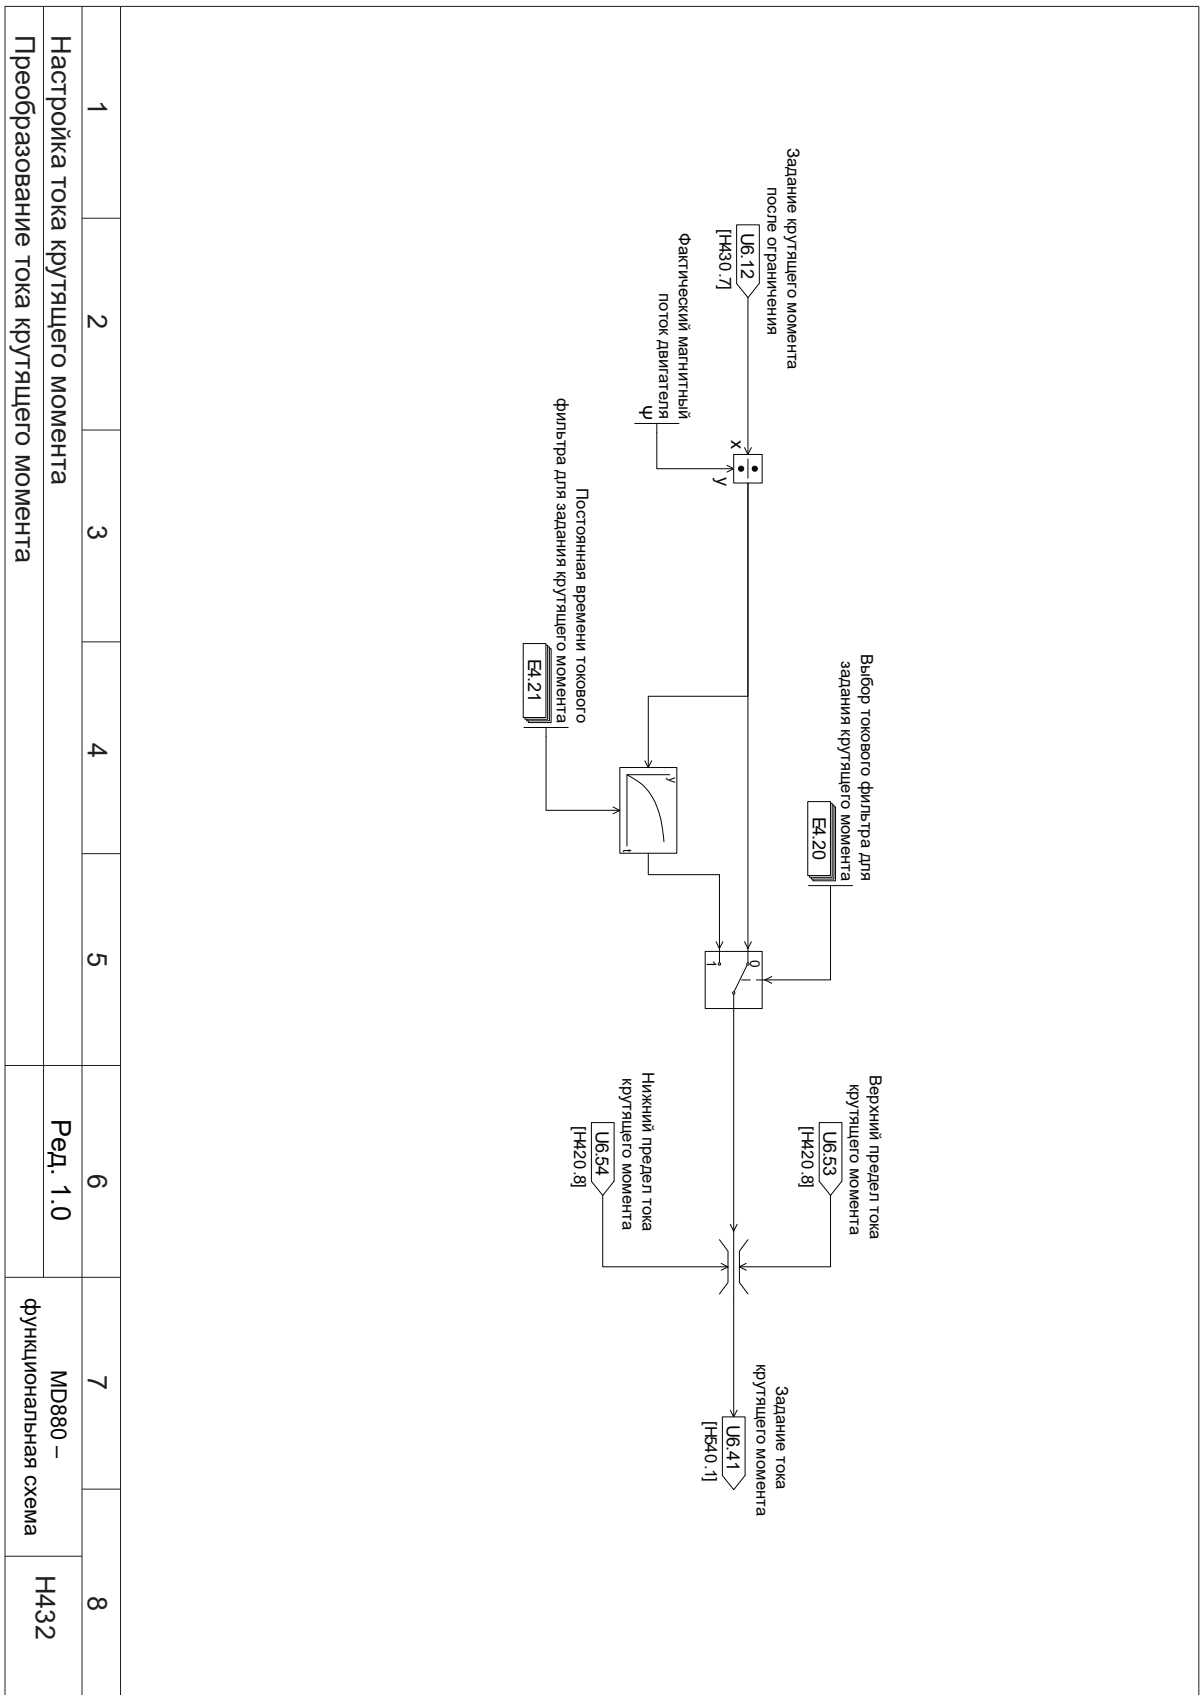 Задание крутящего момента
после ограничения
U6.12
[H430.7]
Фактический магнитный
поток двигателя
Ψ
x
y
Постоянная времени токового
фильтра для задания крутящего момента
E4.21
y
t
Выбор токового фильтра для
задания крутящего момента
E4.20
0
1
Верхний предел тока
крутящего момента
U6.53
[H420.8]
Нижний предел тока
крутящего момента
U6.54
[H420.8]
Задание тока
крутящего момента
U6.41
[H540.1]
1
2
3
4
5
6
7
8
Настройка тока крутящего момента
Преобразование тока крутящего момента
Ред. 1.0
MD880 –
функциональная схема
H432